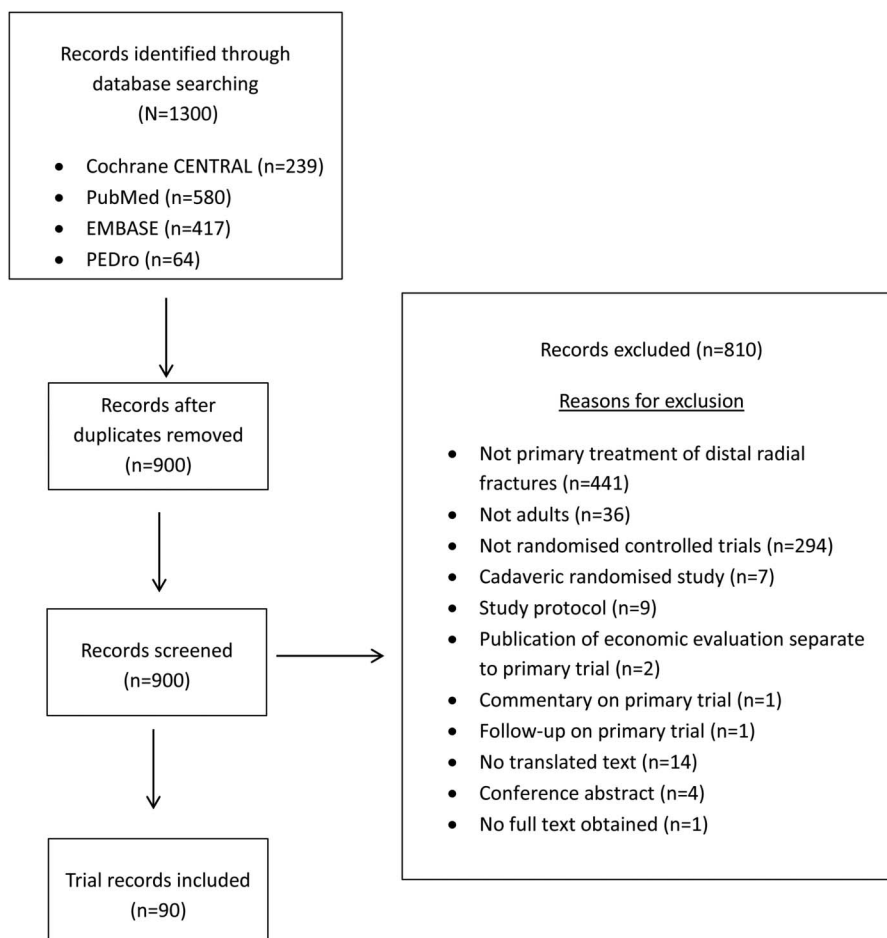 Records identified through
database searching
(N=1300)
• Cochrane CENTRAL (n=239)
• PubMed (n=580)
• EMBASE (n=417)
• PEDro (n=64)
Records after
duplicates removed
(n=900)
Records screened
(n=900)
Records excluded (n=810)
Reasons for exclusion
• Not primary treatment of distal radial
fractures (n=441)
• Not adults (n=36)
• Not randomised controlled trials (n=294)
• Cadaveric randomised study (n=7)
• Study protocol (n=9)
• Publication of economic evaluation separate
to primary trial (n=2)
• Commentary on primary trial (n=1)
• Follow-up on primary trial (n=1)
• No translated text (n=14)
• Conference abstract (n=4)
• No full text obtained (n=1)
Trial records included
(n=90)